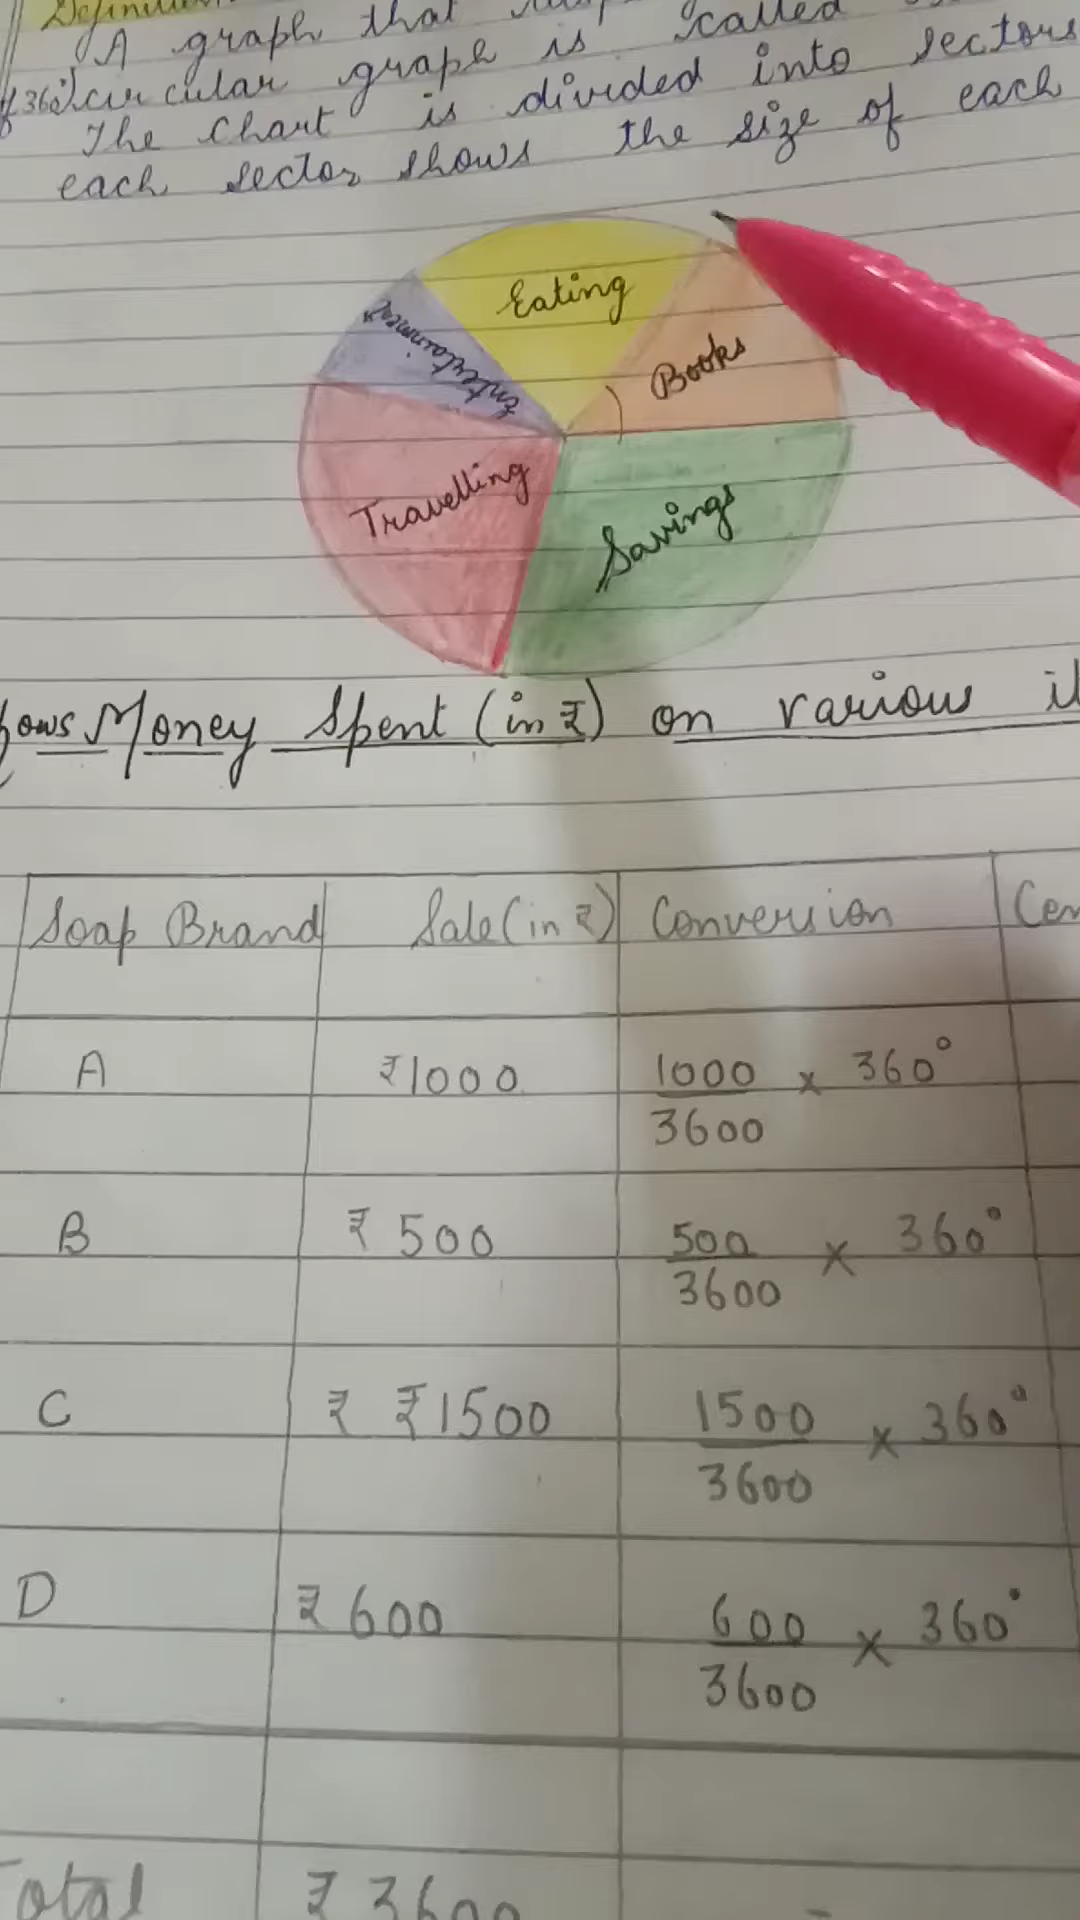 A graph that
360°) circular graph is called
The Chart is divided into sectors
each sector shows the size of each
Eating
Books
Entertainment
Travelling
Savings
Money Spent (in ₹) on various
Soap Brand Sale (in ₹) Conversion Cen
A ₹1000 1000/3600 × 360°
B ₹ 500 500/3600 × 360°
C ₹ ₹1500 1500/3600 × 360°
D ₹ 600 600/3600 × 360°
Total ₹ 3600 -